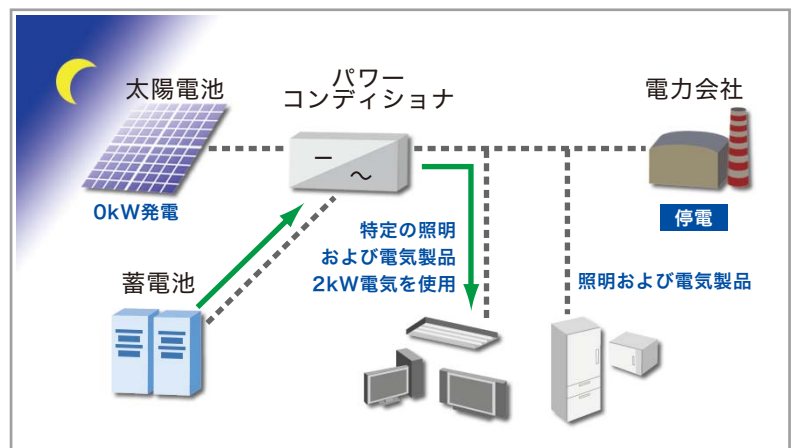 太陽電池
パワー
コンディショナ
電力会社
0kW発電
停電
特定の照明
および電気製品
2kW電気を使用
蓄電池
照明および電気製品